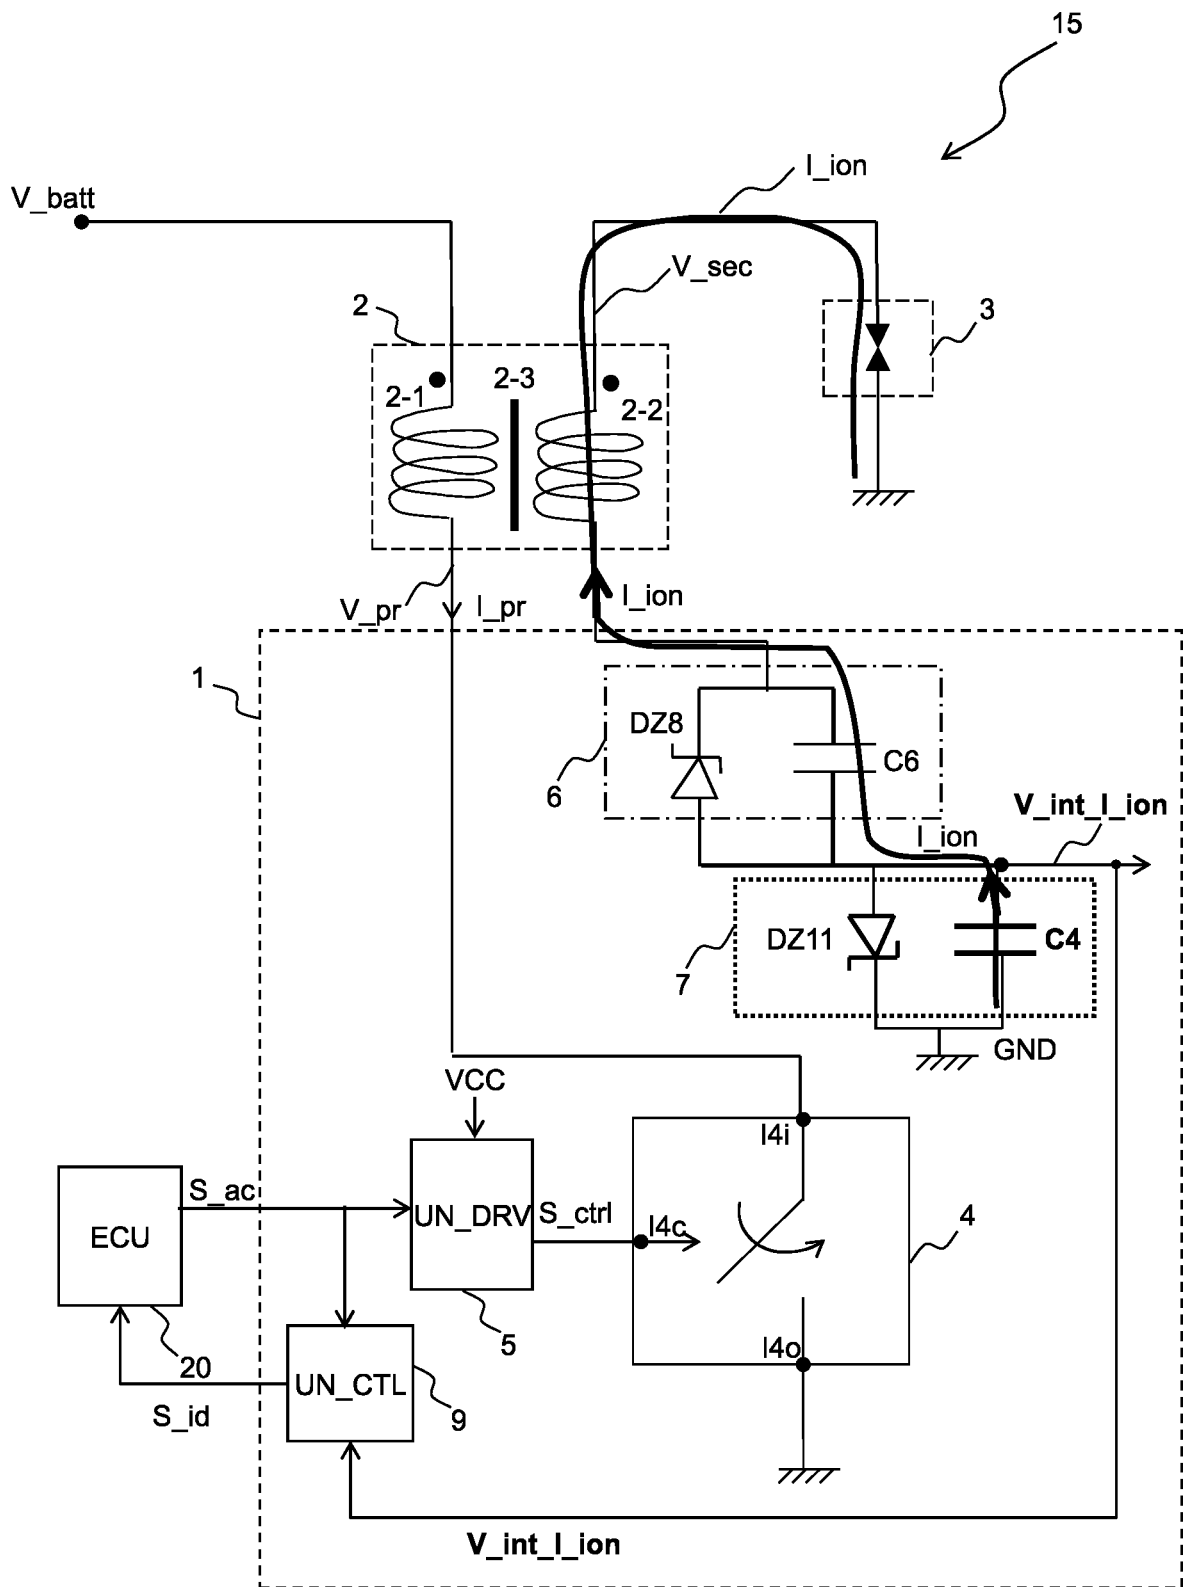 15
I_ion
V_batt
V_sec
2
3
2-1
2-3
2-2
V_pr
I_pr
I_ion
1
DZ8
C6
6
V_int_I_ion
I_ion
DZ11
C4
7
GND
VCC
I4i
S_ac
ECU
UN_DRV
S_ctrl
I4c
4
5
I4o
20
UN_CTL
S_id
9
V_int_I_ion